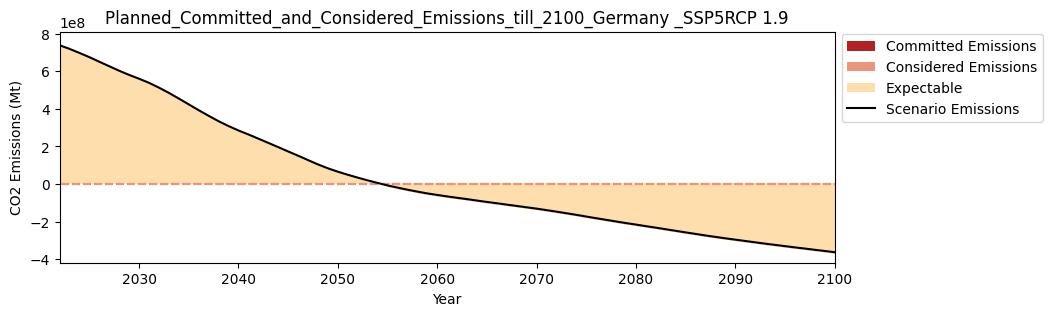 Planned_Committed_and_Considered_Emissions_till_2100_Germany _SSP5RCP 1.9
1e8
8
6
4
2
0
−2
−4
CO2 Emissions (Mt)
2030
2040
2050
2060
2070
2080
2090
2100
Year
Committed Emissions
Considered Emissions
Expectable
Scenario Emissions